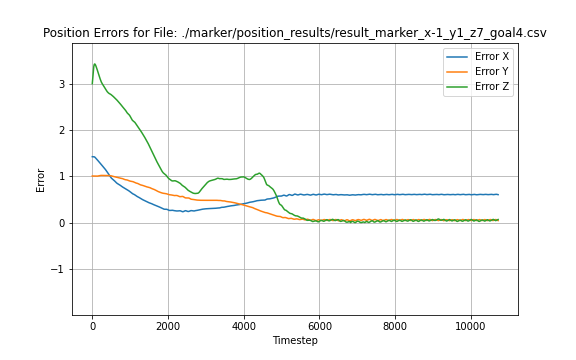 Position Errors for File: ./marker/position_results/result_marker_x-1_y1_z7_goal4.csv
Error X
Error Y
Error Z
3
2
1
0
−1
Error
0 2000 4000 6000 8000 10000
Timestep